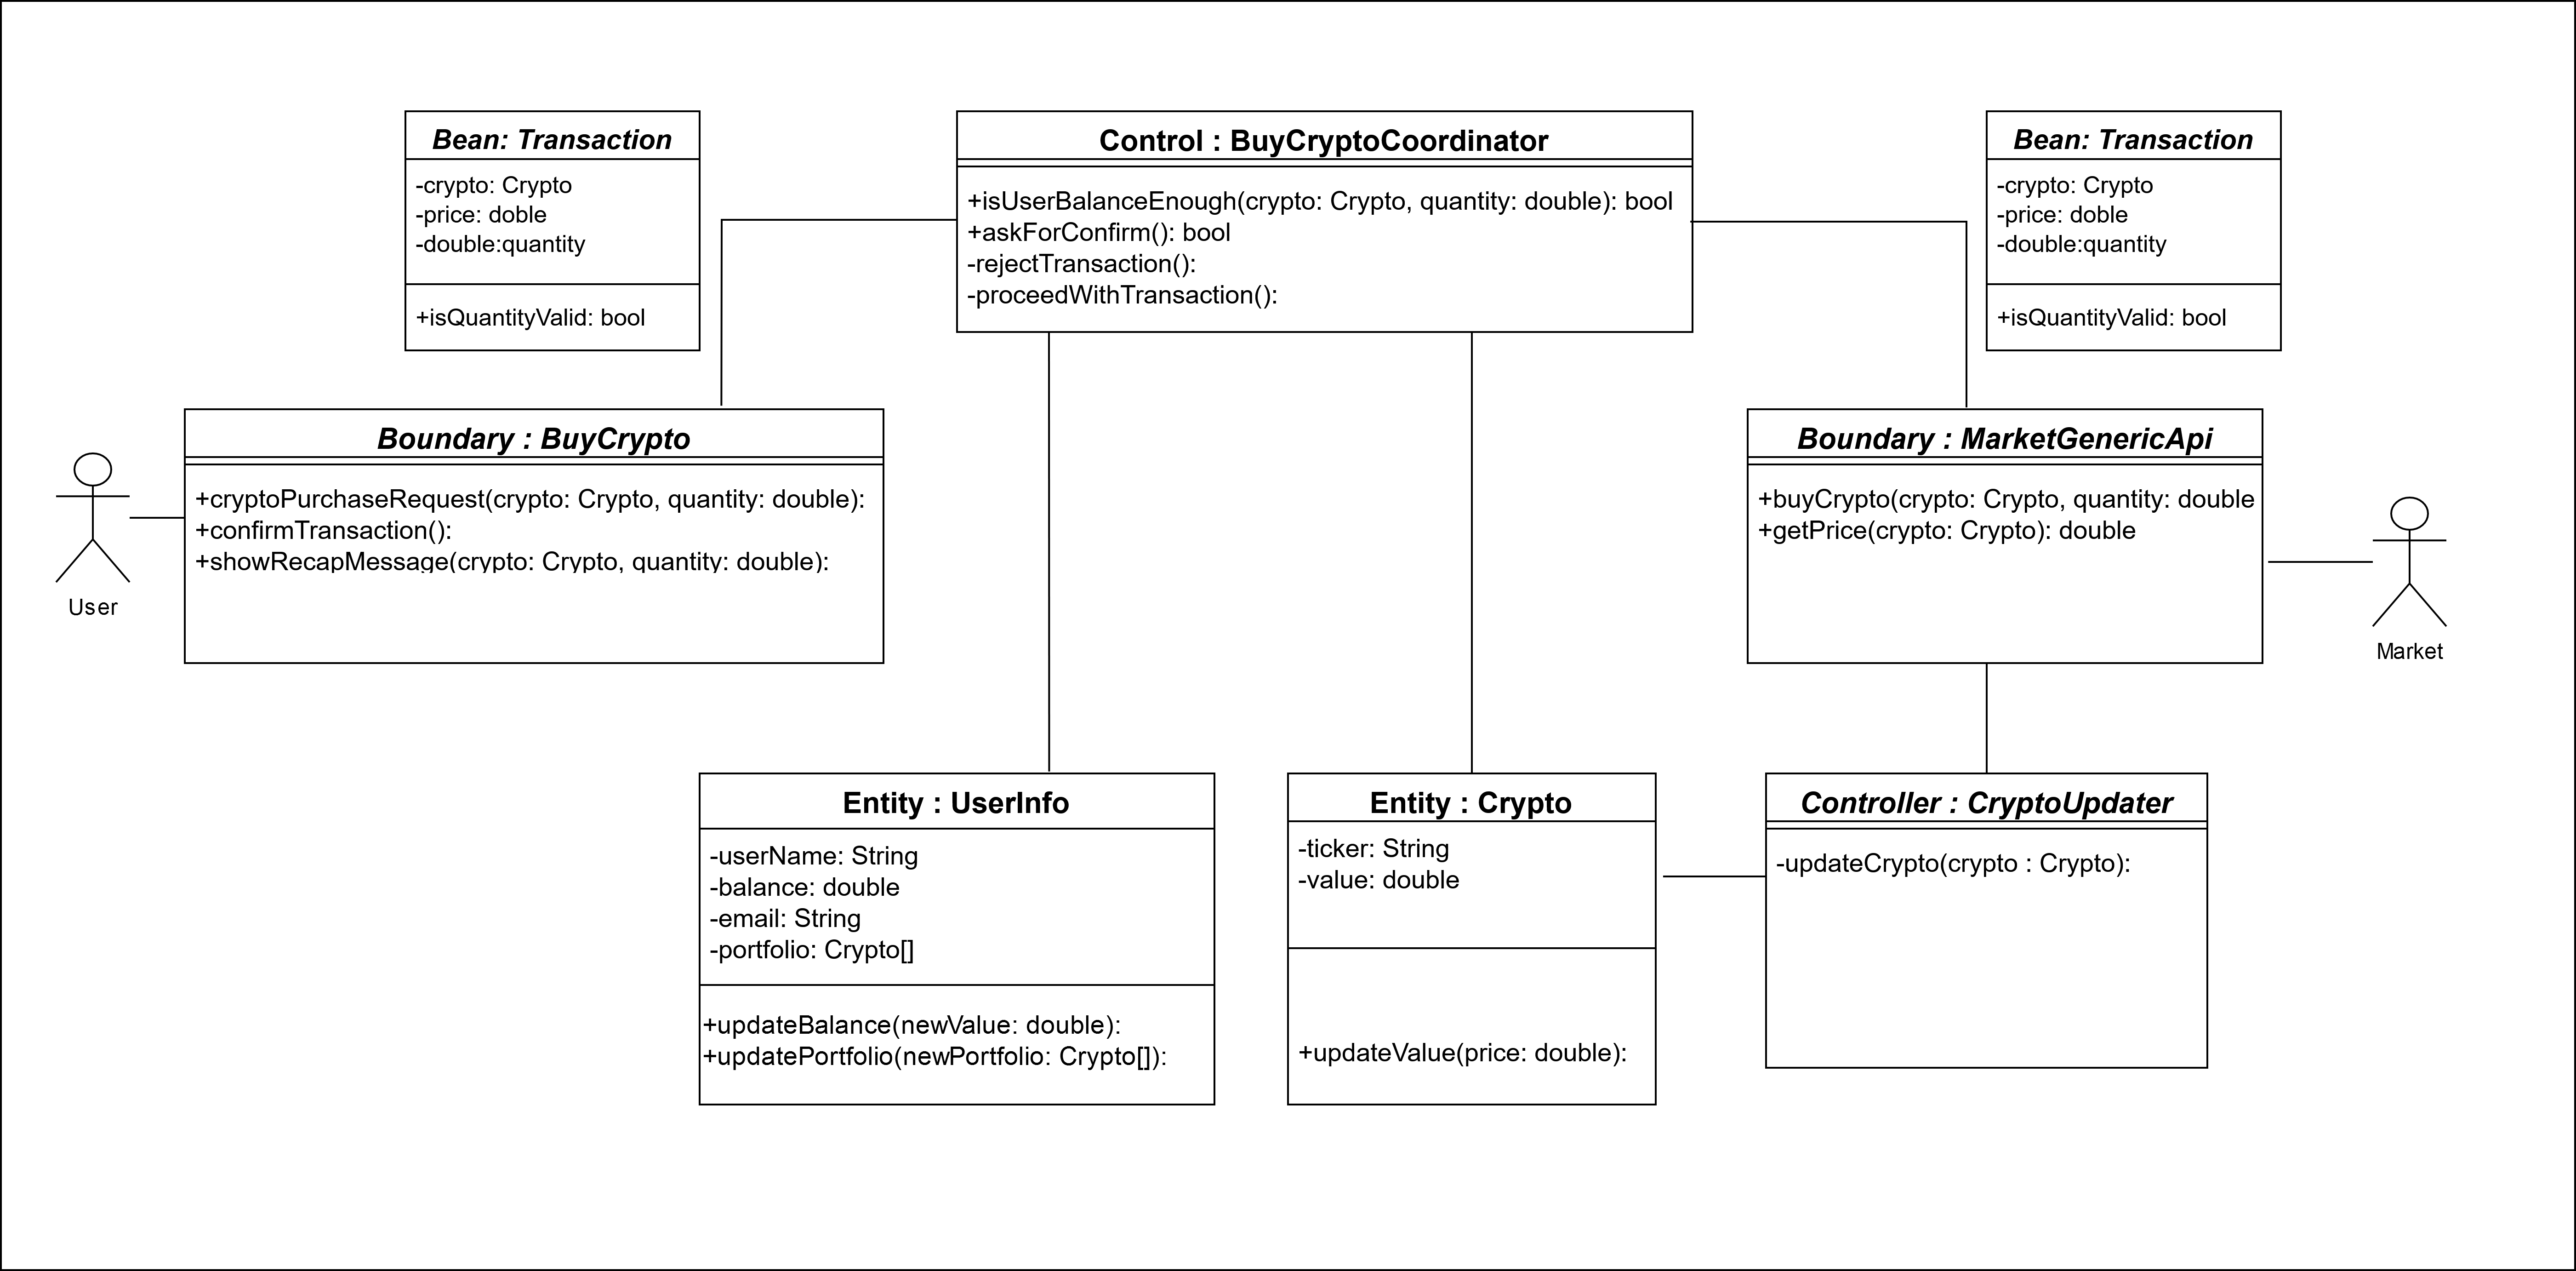 Bean: Transaction
-crypto: Crypto
-price: doble
-double:quantity
+isQuantityValid: bool
Control : BuyCryptoCoordinator
+isUserBalanceEnough(crypto: Crypto, quantity: double): bool
+askForConfirm(): bool
-rejectTransaction():
-proceedWithTransaction():
Bean: Transaction
-crypto: Crypto
-price: doble
-double:quantity
+isQuantityValid: bool
User
Boundary : BuyCrypto
+cryptoPurchaseRequest(crypto: Crypto, quantity: double):
+confirmTransaction():
+showRecapMessage(crypto: Crypto, quantity: double):
Boundary : MarketGenericApi
+buyCrypto(crypto: Crypto, quantity: double
+getPrice(crypto: Crypto): double
Market
Entity : UserInfo
-userName: String
-balance: double
-email: String
-portfolio: Crypto[]
+updateBalance(newValue: double):
+updatePortfolio(newPortfolio: Crypto[]):
Entity : Crypto
-ticker: String
-value: double
+updateValue(price: double):
Controller : CryptoUpdater
-updateCrypto(crypto : Crypto):